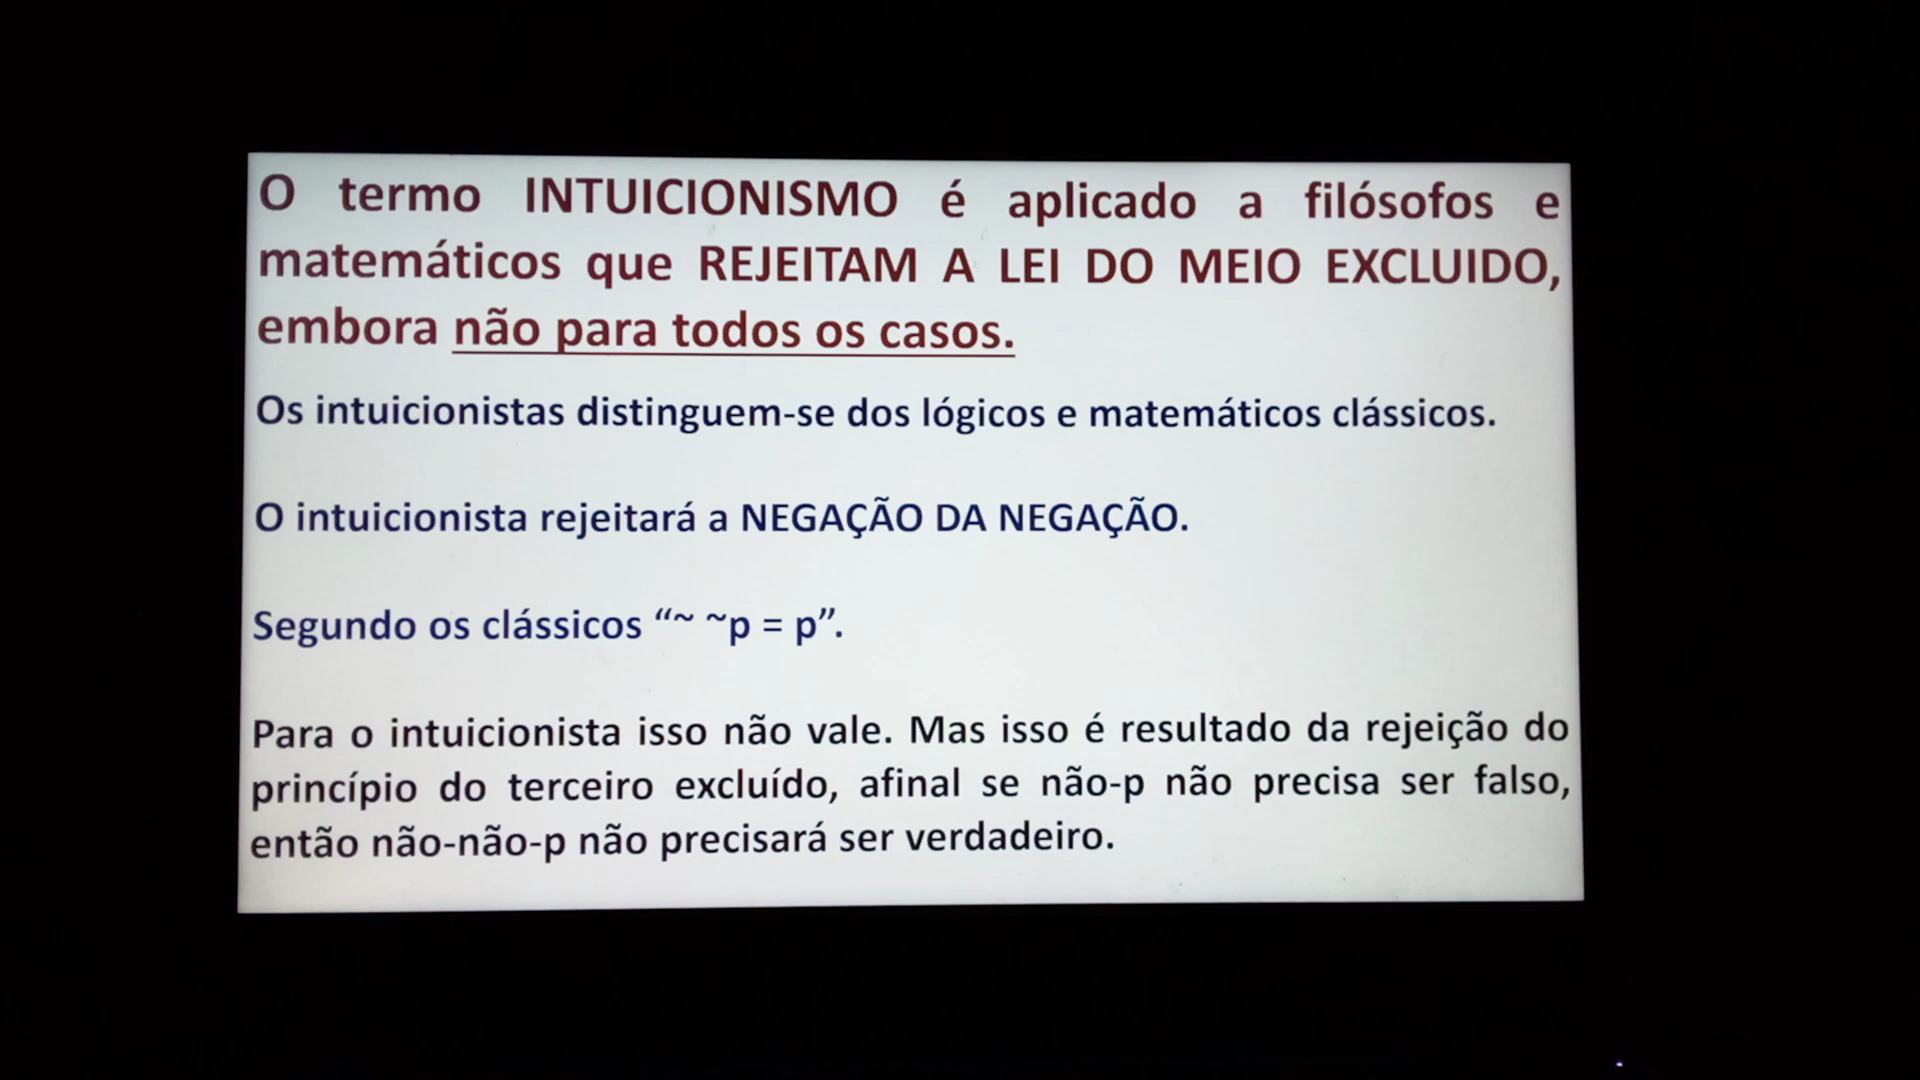 O termo INTUICIONISMO é aplicado a filósofos e
matemáticos que REJEITAM A LEI DO MEIO EXCLUIDO,
embora não para todos os casos.
Os intuicionistas distinguem-se dos lógicos e matemáticos clássicos.
O intuicionista rejeitará a NEGAÇÃO DA NEGAÇÃO.
Segundo os clássicos “~ ~p = p”.
Para o intuicionista isso não vale. Mas isso é resultado da rejeição do
princípio do terceiro excluído, afinal se não-p não precisa ser falso,
então não-não-p não precisará ser verdadeiro.